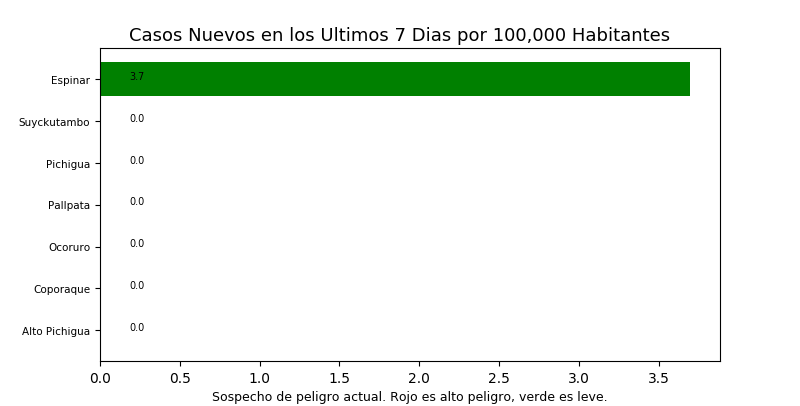 Casos Nuevos en los Ultimos 7 Dias por 100,000 Habitantes
Espinar 3.7
Suyckutambo 0.0
Pichigua 0.0
Pallpata 0.0
Ocoruro 0.0
Coporaque 0.0
Alto Pichigua 0.0
0.0 0.5 1.0 1.5 2.0 2.5 3.0 3.5
Sospecho de peligro actual. Rojo es alto peligro, verde es leve.